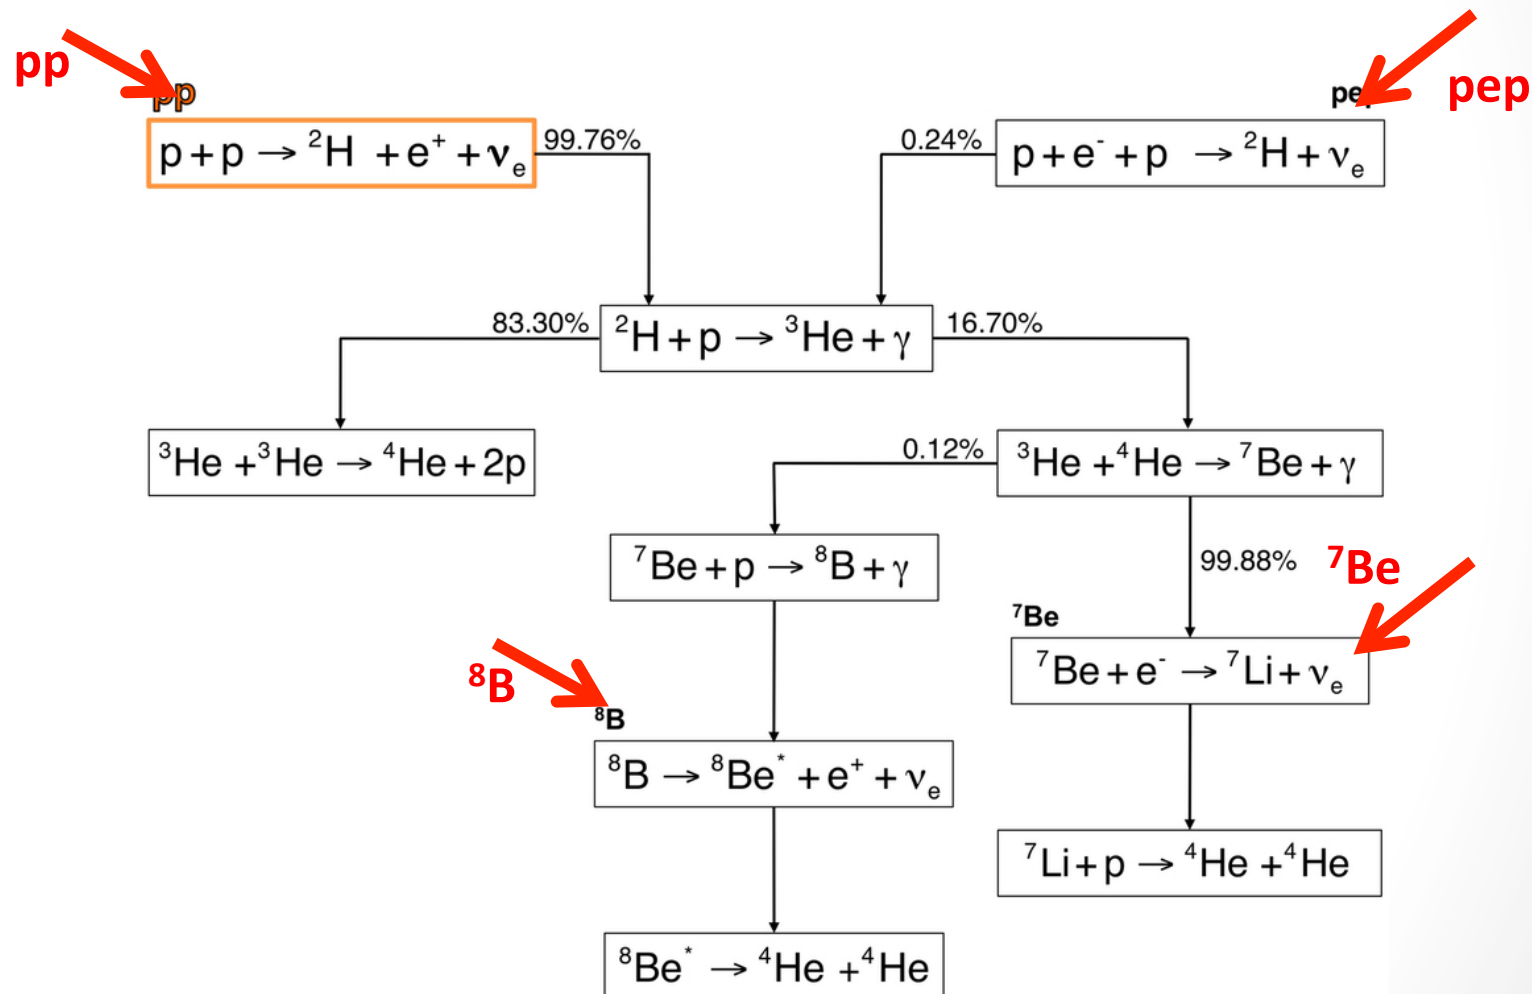 pp
pep
pp
pep
p + p → ²H + e⁺ + νₑ
99.76%
0.24%
p + e⁻ + p → ²H + νₑ
83.30%
²H + p → ³He + γ
16.70%
³He + ³He → ⁴He + 2p
0.12%
³He + ⁴He → ⁷Be + γ
⁷Be + p → ⁸B + γ
99.88%
⁷Be
⁷Be
⁷Be + e⁻ → ⁷Li + νₑ
⁸B
⁸B
⁸B → ⁸Be* + e⁺ + νₑ
⁷Li + p → ⁴He + ⁴He
⁸Be* → ⁴He + ⁴He